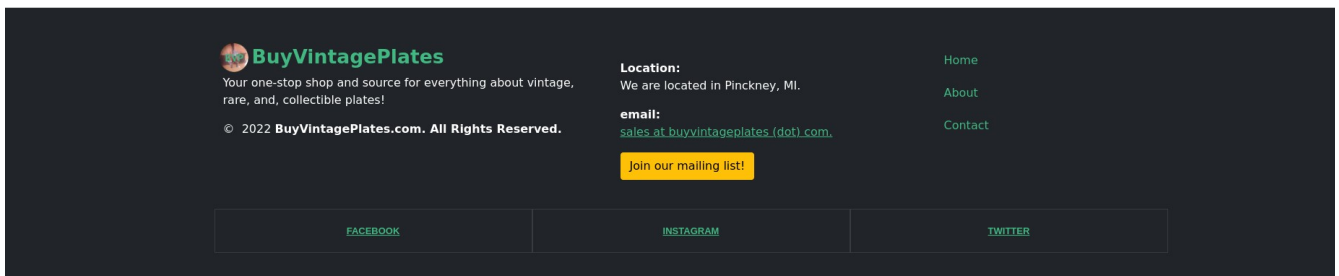 BuyVintagePlates
Your one-stop shop and source for everything about vintage,
rare, and, collectible plates!
© 2022 BuyVintagePlates.com. All Rights Reserved.
Location:
We are located in Pinckney, MI.
email:
sales at buyvintageplates (dot) com.
Join our mailing list!
Home
About
Contact
FACEBOOK
INSTAGRAM
TWITTER